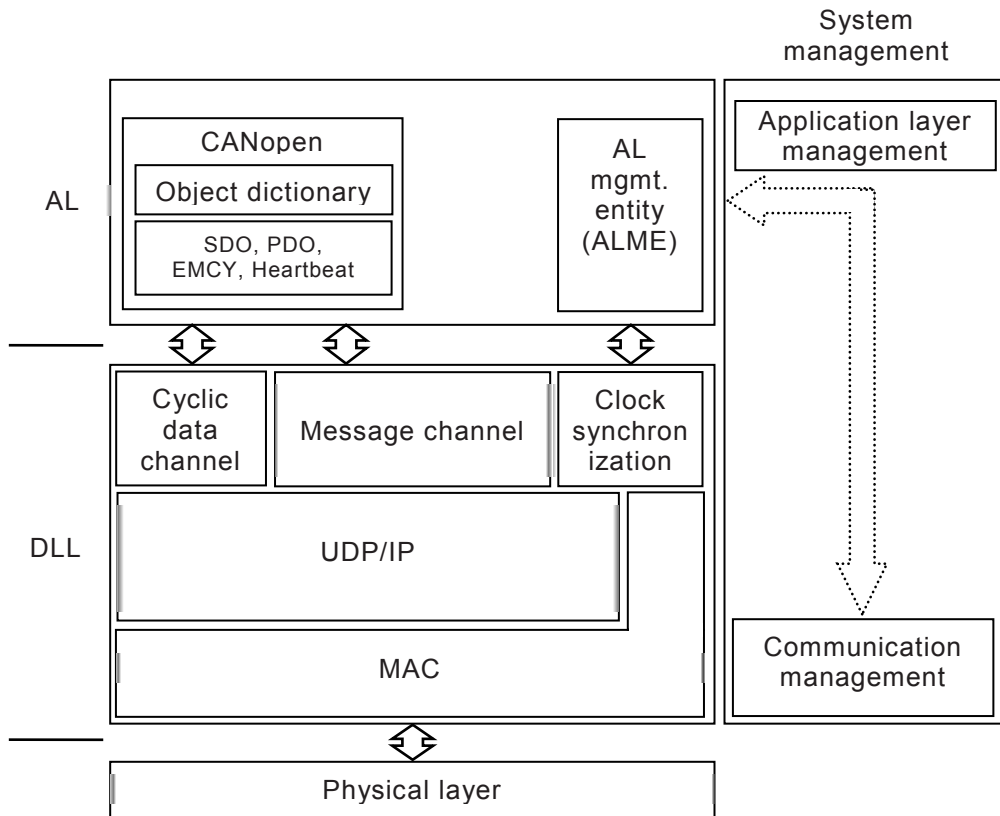 System
management
AL
CANopen
Object dictionary
SDO, PDO,
EMCY, Heartbeat
AL
mgmt.
entity
(ALME)
Application layer
management
DLL
Cyclic
data
channel
Message channel
Clock
synchron
ization
UDP/IP
MAC
Communication
management
Physical layer